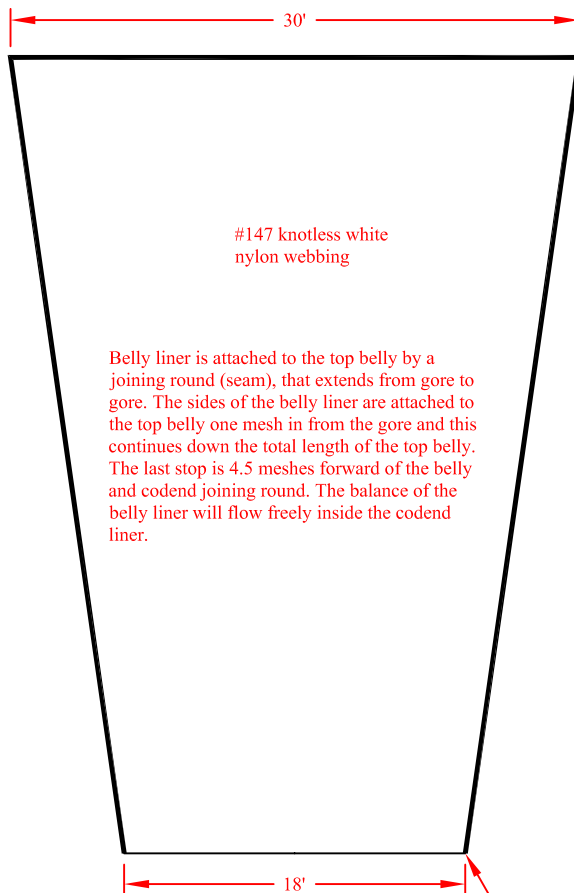 30'
#147 knotless white
nylon webbing
Belly liner is attached to the top belly by a
joining round (seam), that extends from gore to
gore. The sides of the belly liner are attached to
the top belly one mesh in from the gore and this
continues down the total length of the top belly.
The last stop is 4.5 meshes forward of the belly
and codend joining round. The balance of the
belly liner will flow freely inside the codend
liner.
18'